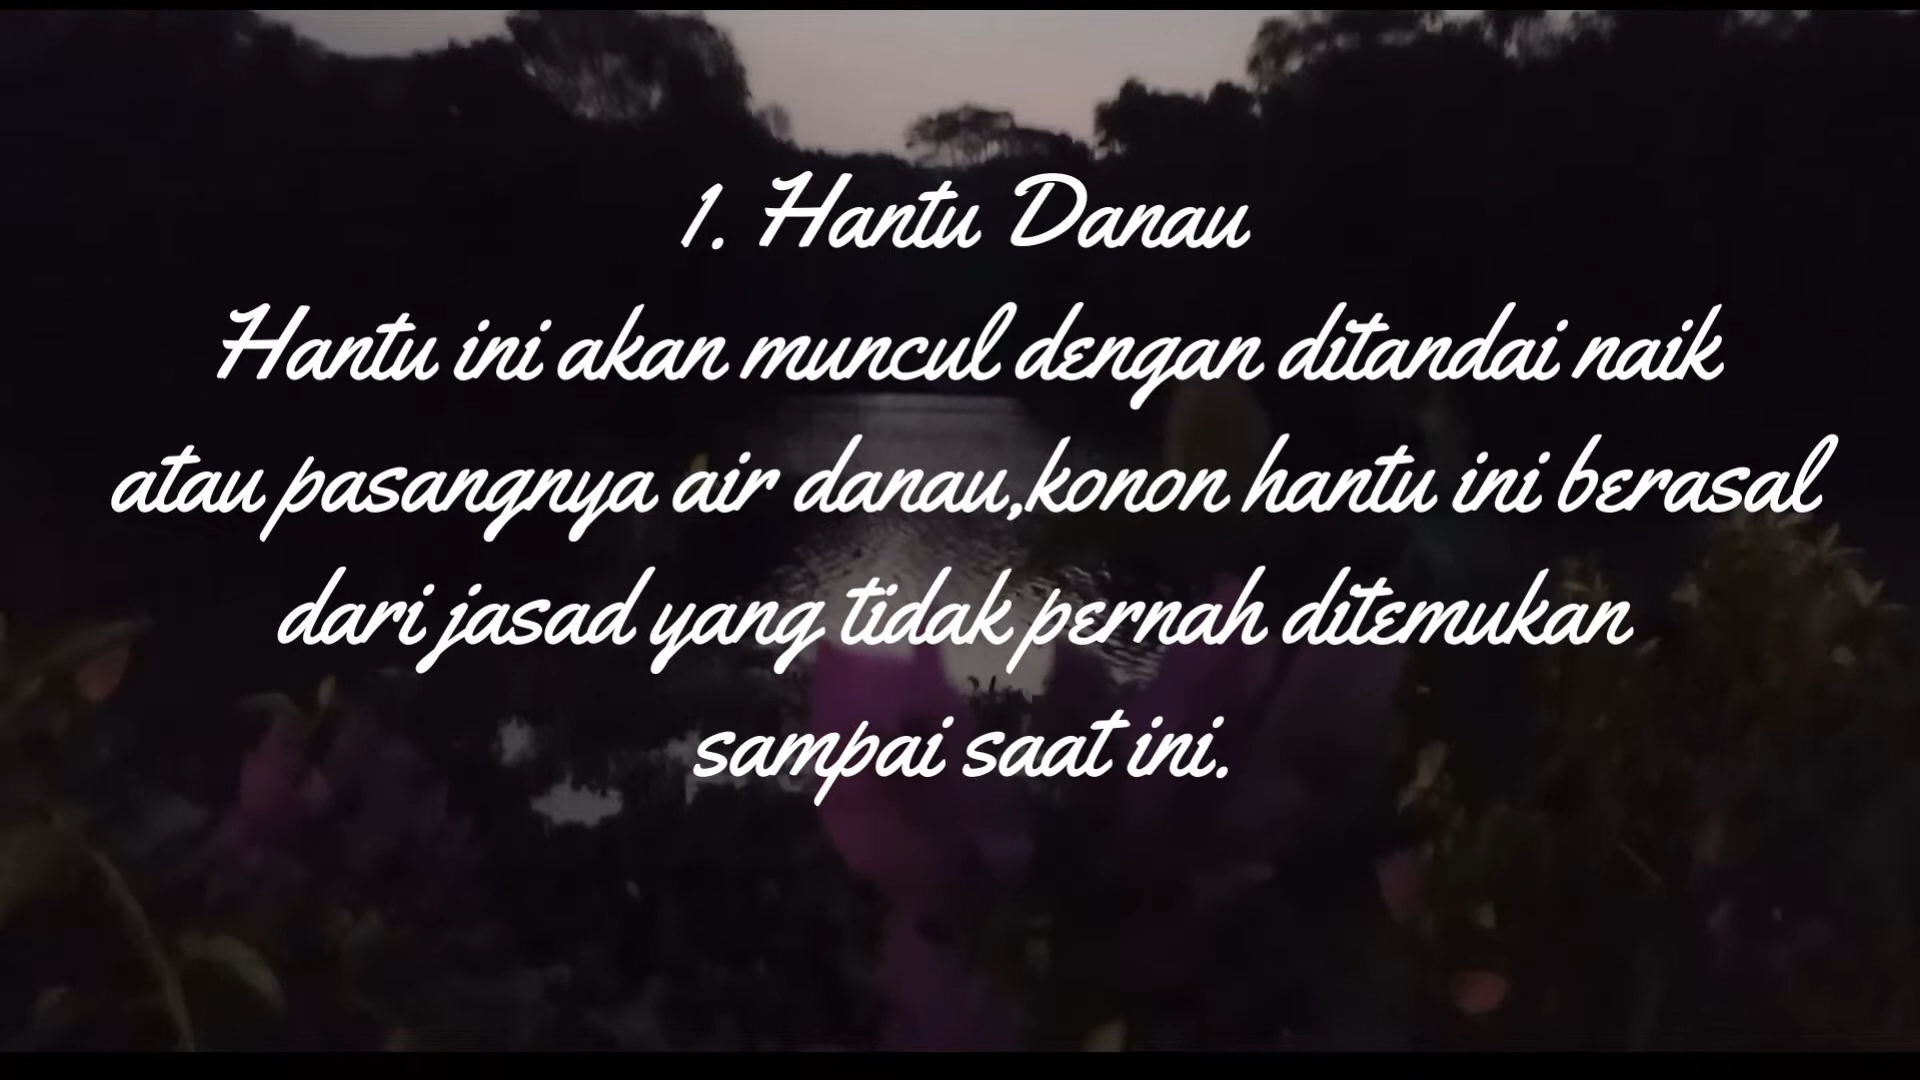 1. Hantu Danau
Hantu ini akan muncul dengan ditandai naik
atau pasangnya air danau,konon hantu ini berasal
dari jasad yang tidak pernah ditemukan
sampai saat ini.